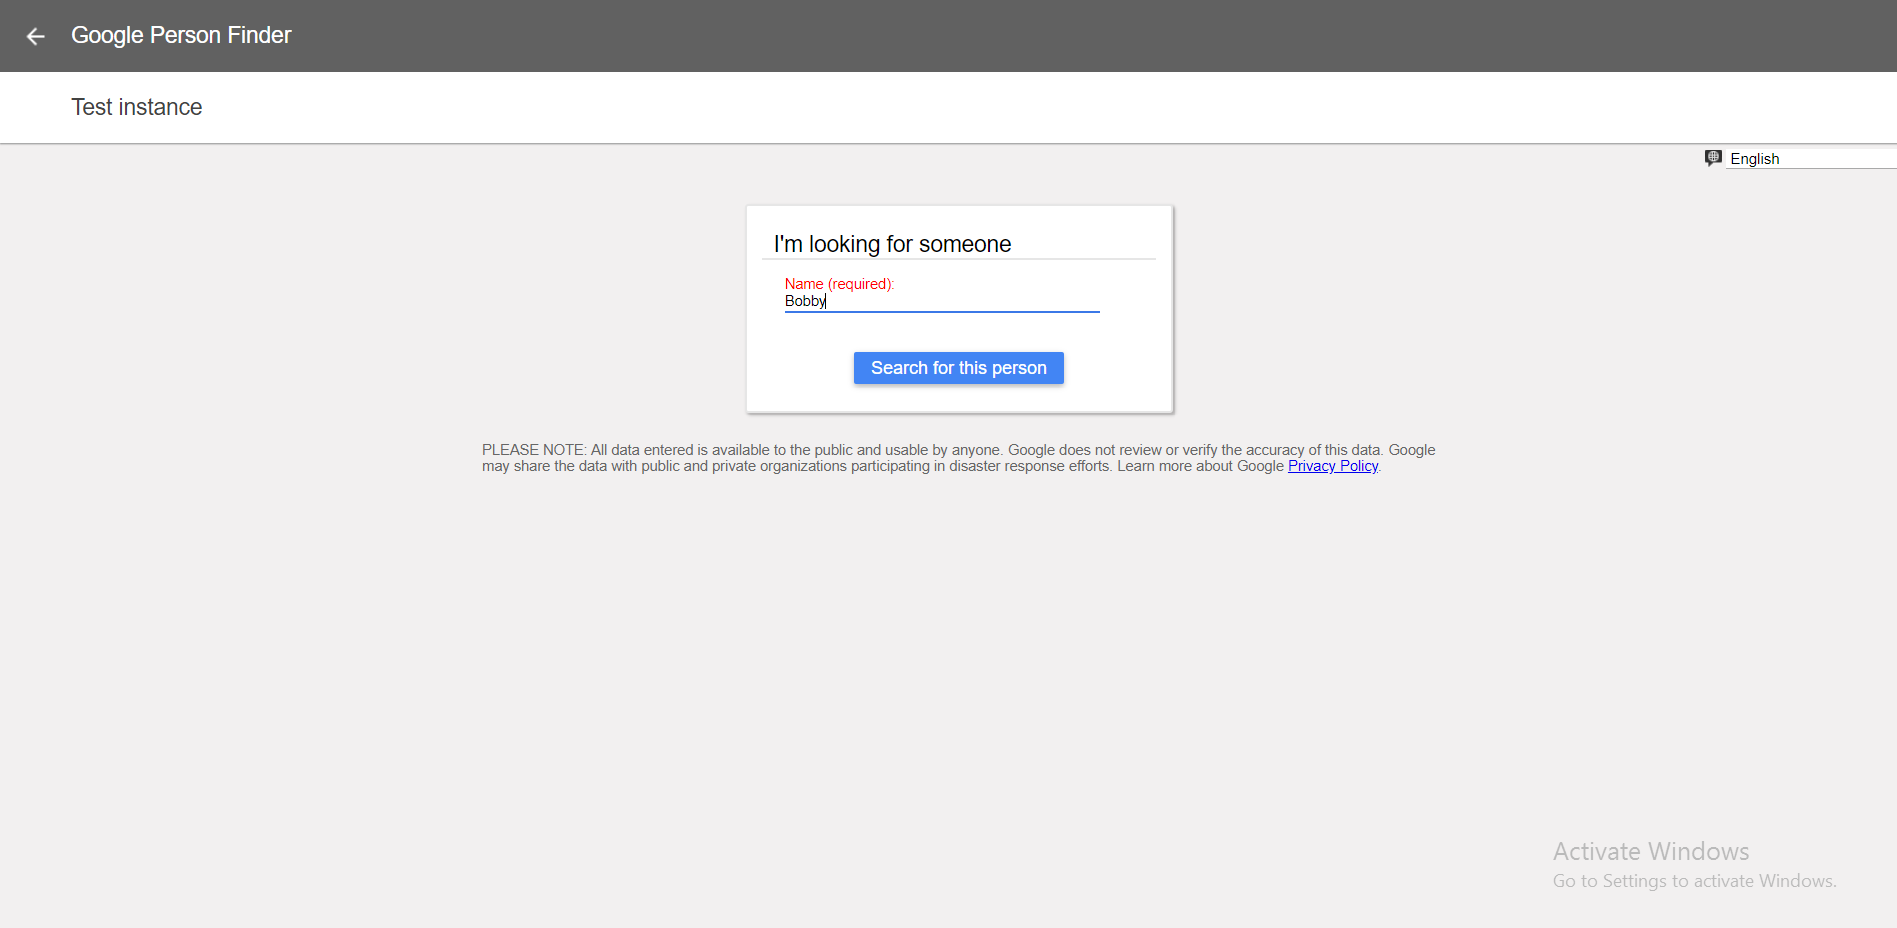 Google Person Finder
Test instance
English
I'm looking for someone
Name (required):
Bobby
Search for this person
PLEASE NOTE: All data entered is available to the public and usable by anyone. Google does not review or verify the accuracy of this data. Google
may share the data with public and private organizations participating in disaster response efforts. Learn more about Google Privacy Policy.
Activate Windows
Go to Settings to activate Windows.